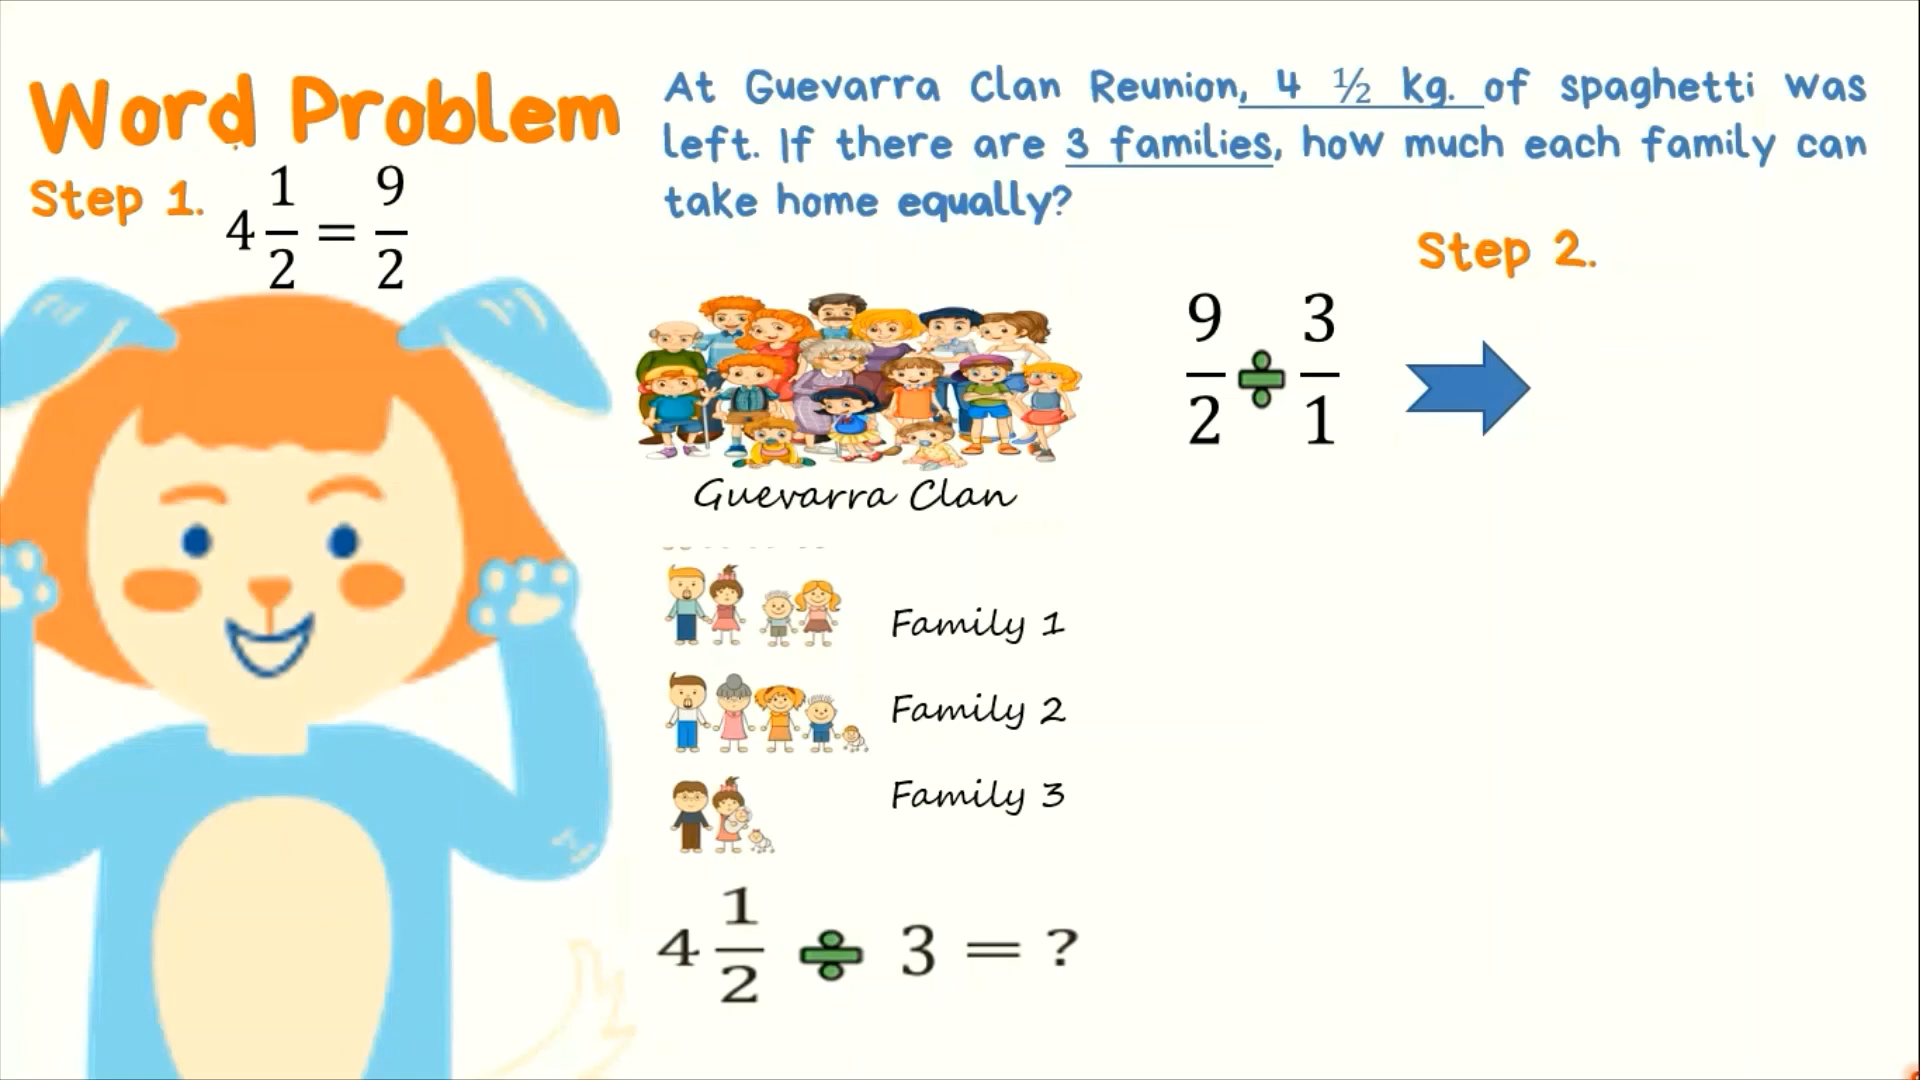 Word Problem
At Guevarra Clan Reunion, 4 ½ kg. of spaghetti was
left. If there are 3 families, how much each family can
take home equally?
Step 1.
4 1/2 = 9/2
Step 2.
9/2 ÷ 3/1
Guevarra Clan
Family 1
Family 2
Family 3
4 1/2 ÷ 3 = ?